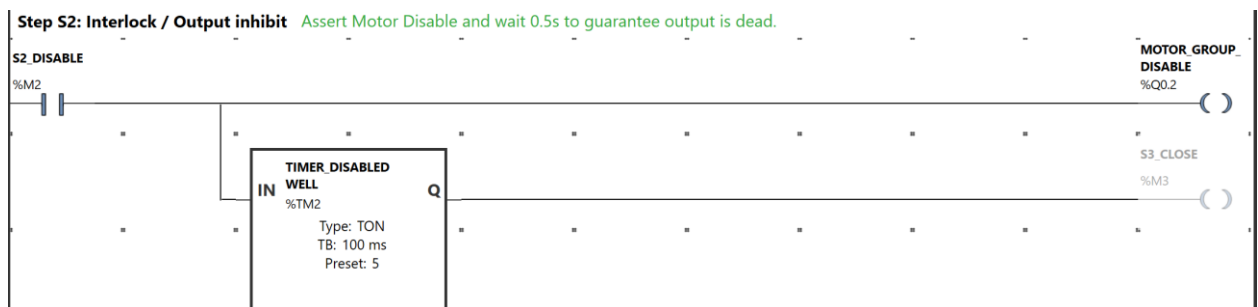 Step S2: Interlock / Output inhibit Assert Motor Disable and wait 0.5s to guarantee output is dead.
S2_DISABLE
%M2
MOTOR_GROUP_
DISABLE
%Q0.2
TIMER_DISABLED
WELL
IN
Q
%TM2
Type: TON
TB: 100 ms
Preset: 5
S3_CLOSE
%M3